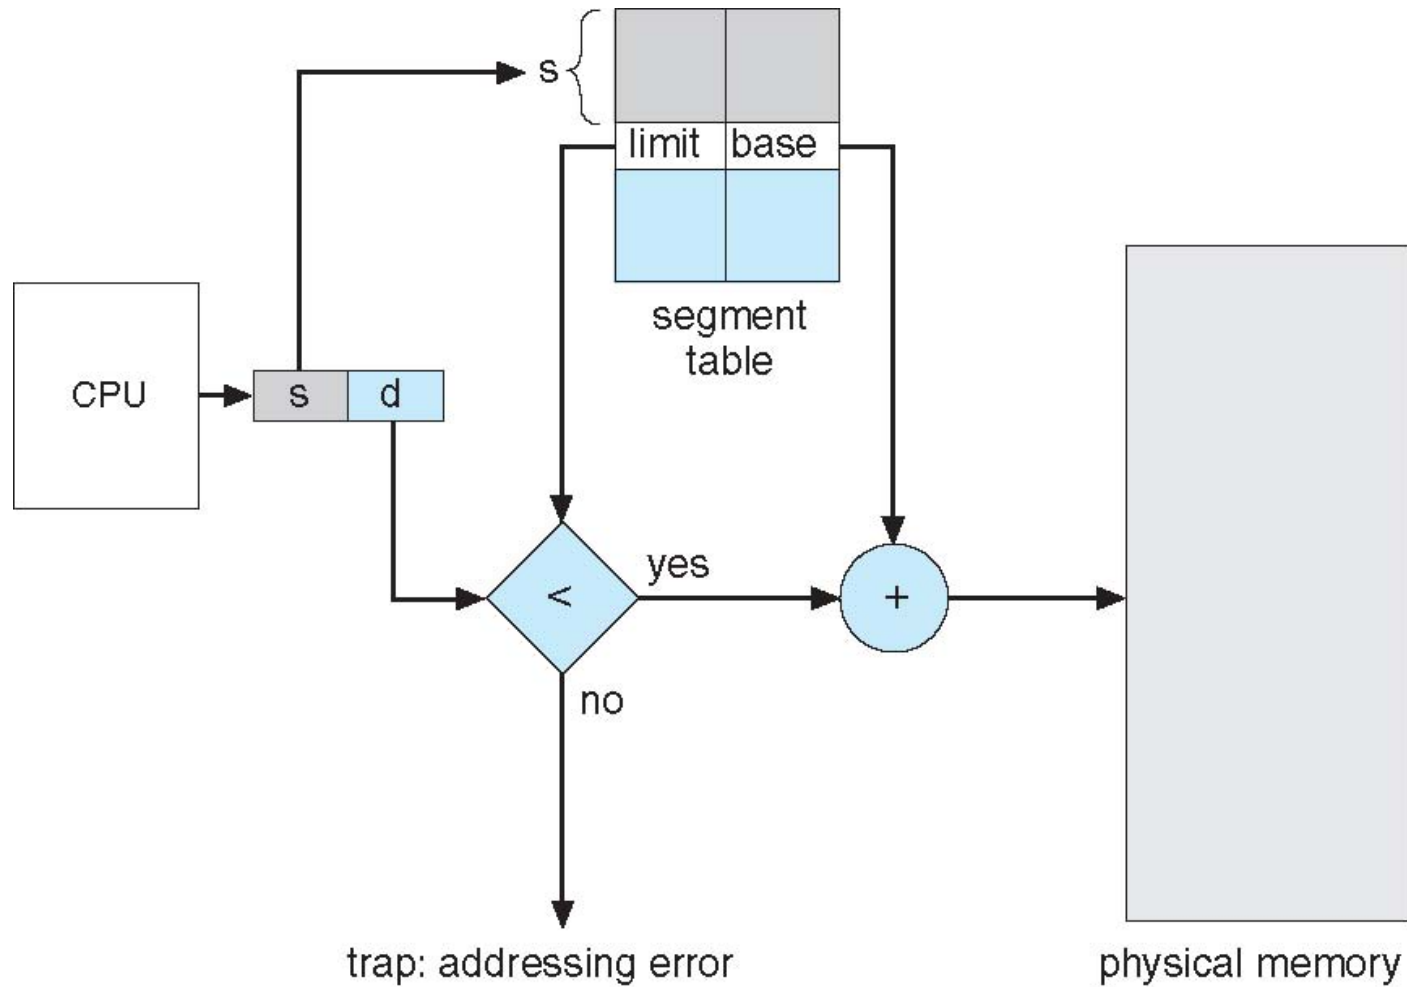 s
limit base
segment
table
CPU
s d
<
yes
+
no
trap: addressing error
physical memory